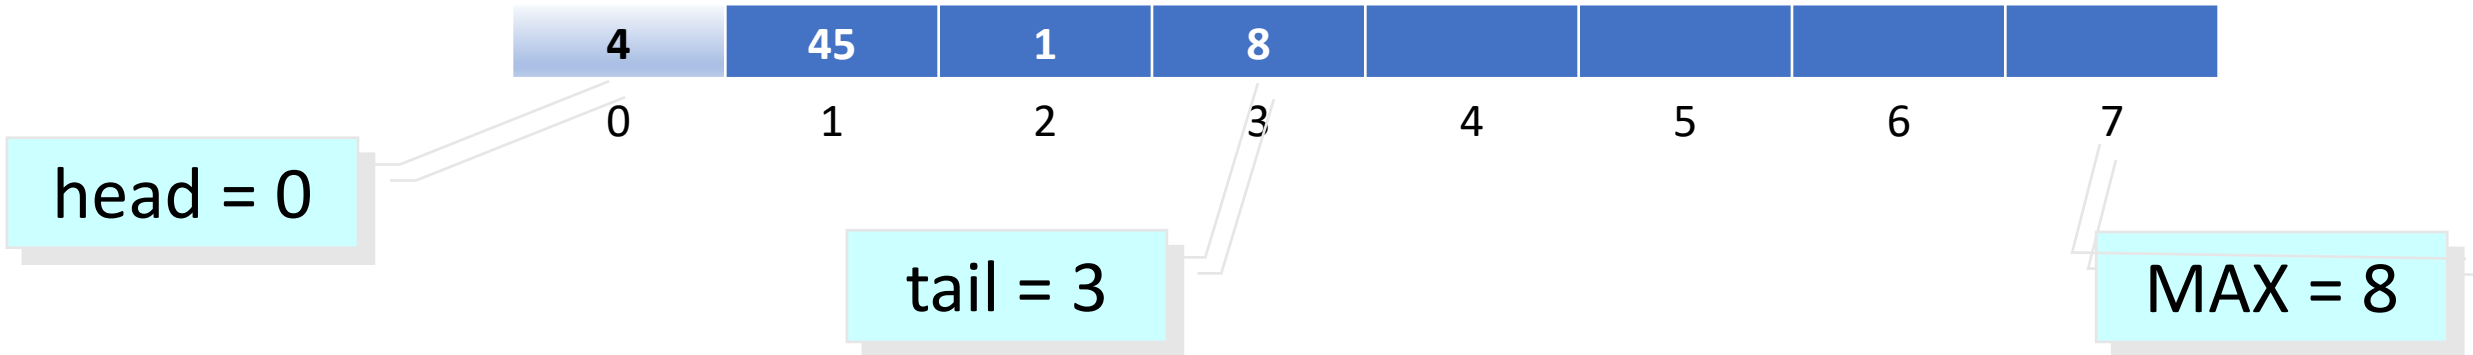 4 45 1 8
0 1 2 3 4 5 6 7
head = 0
tail = 3
MAX = 8